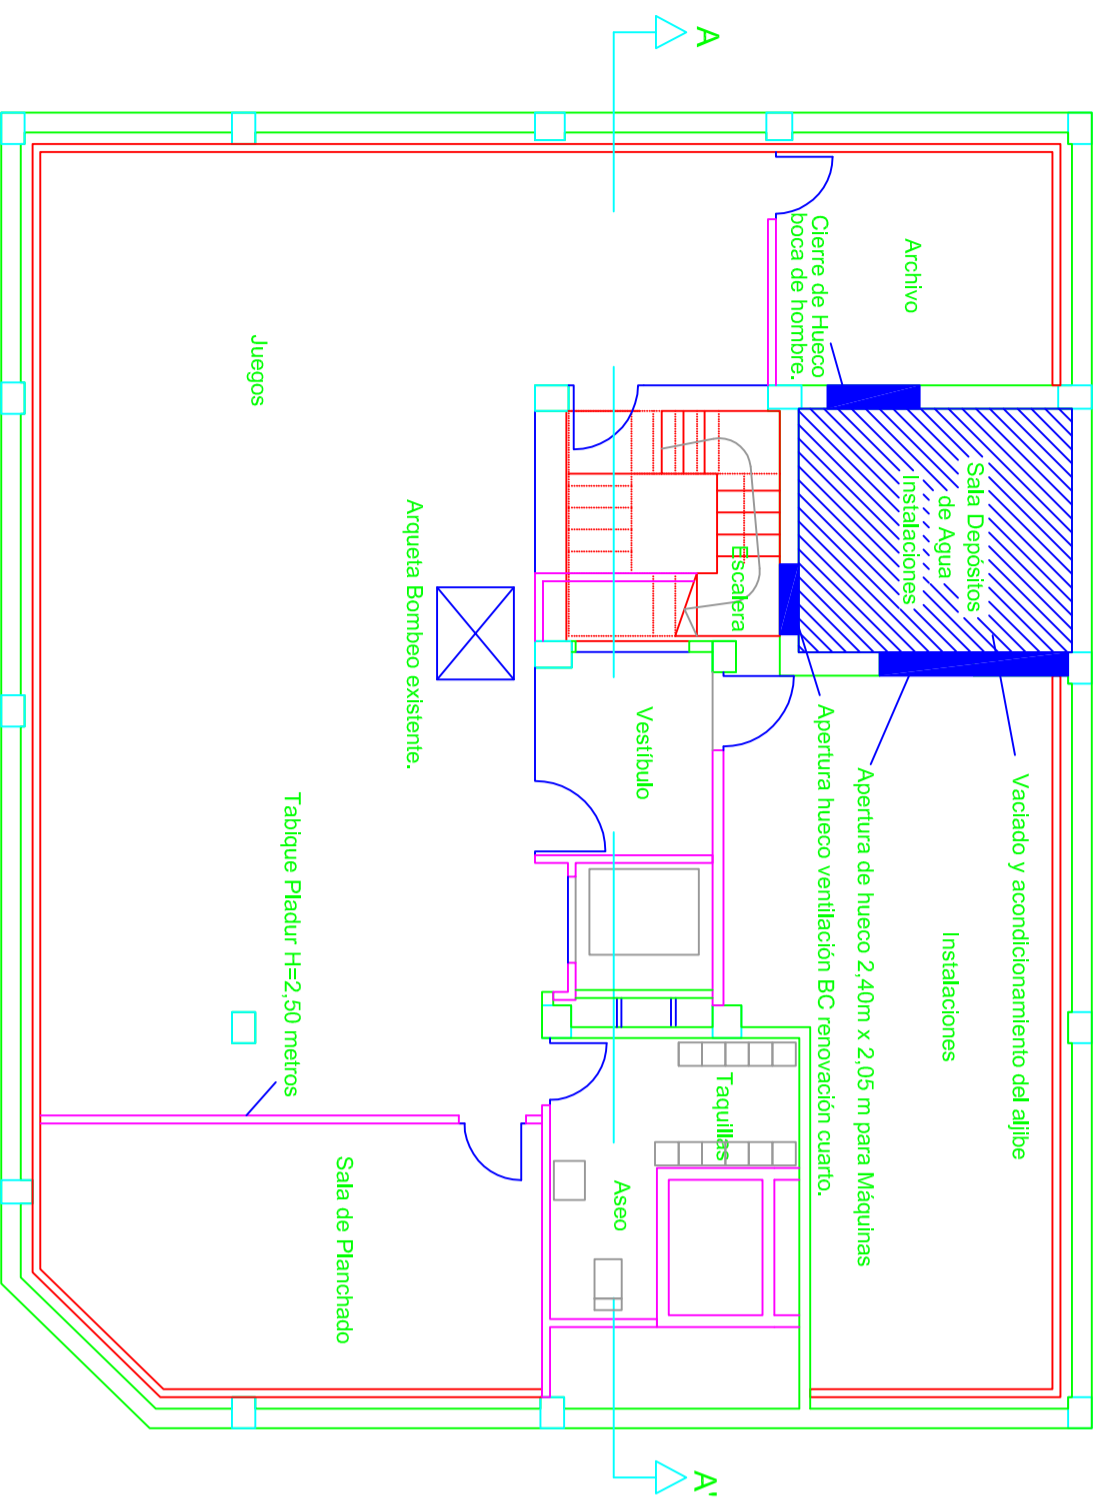 A
Archivo
Cierre de Hueco
boca de hombre.
Juegos
Sala Depósitos
de Agua
Instalaciones
Escalera
Arqueta Bombeo existente.
Vestíbulo
Vaciado y acondicionamiento del aljibe
Apertura de hueco 2,40m x 2,05 m para Máquinas
Apertura hueco ventilación BC renovación cuarto.
Instalaciones
Tabique Pladur H=2,50 metros
Taquillas
Aseo
Sala de Planchado
A'